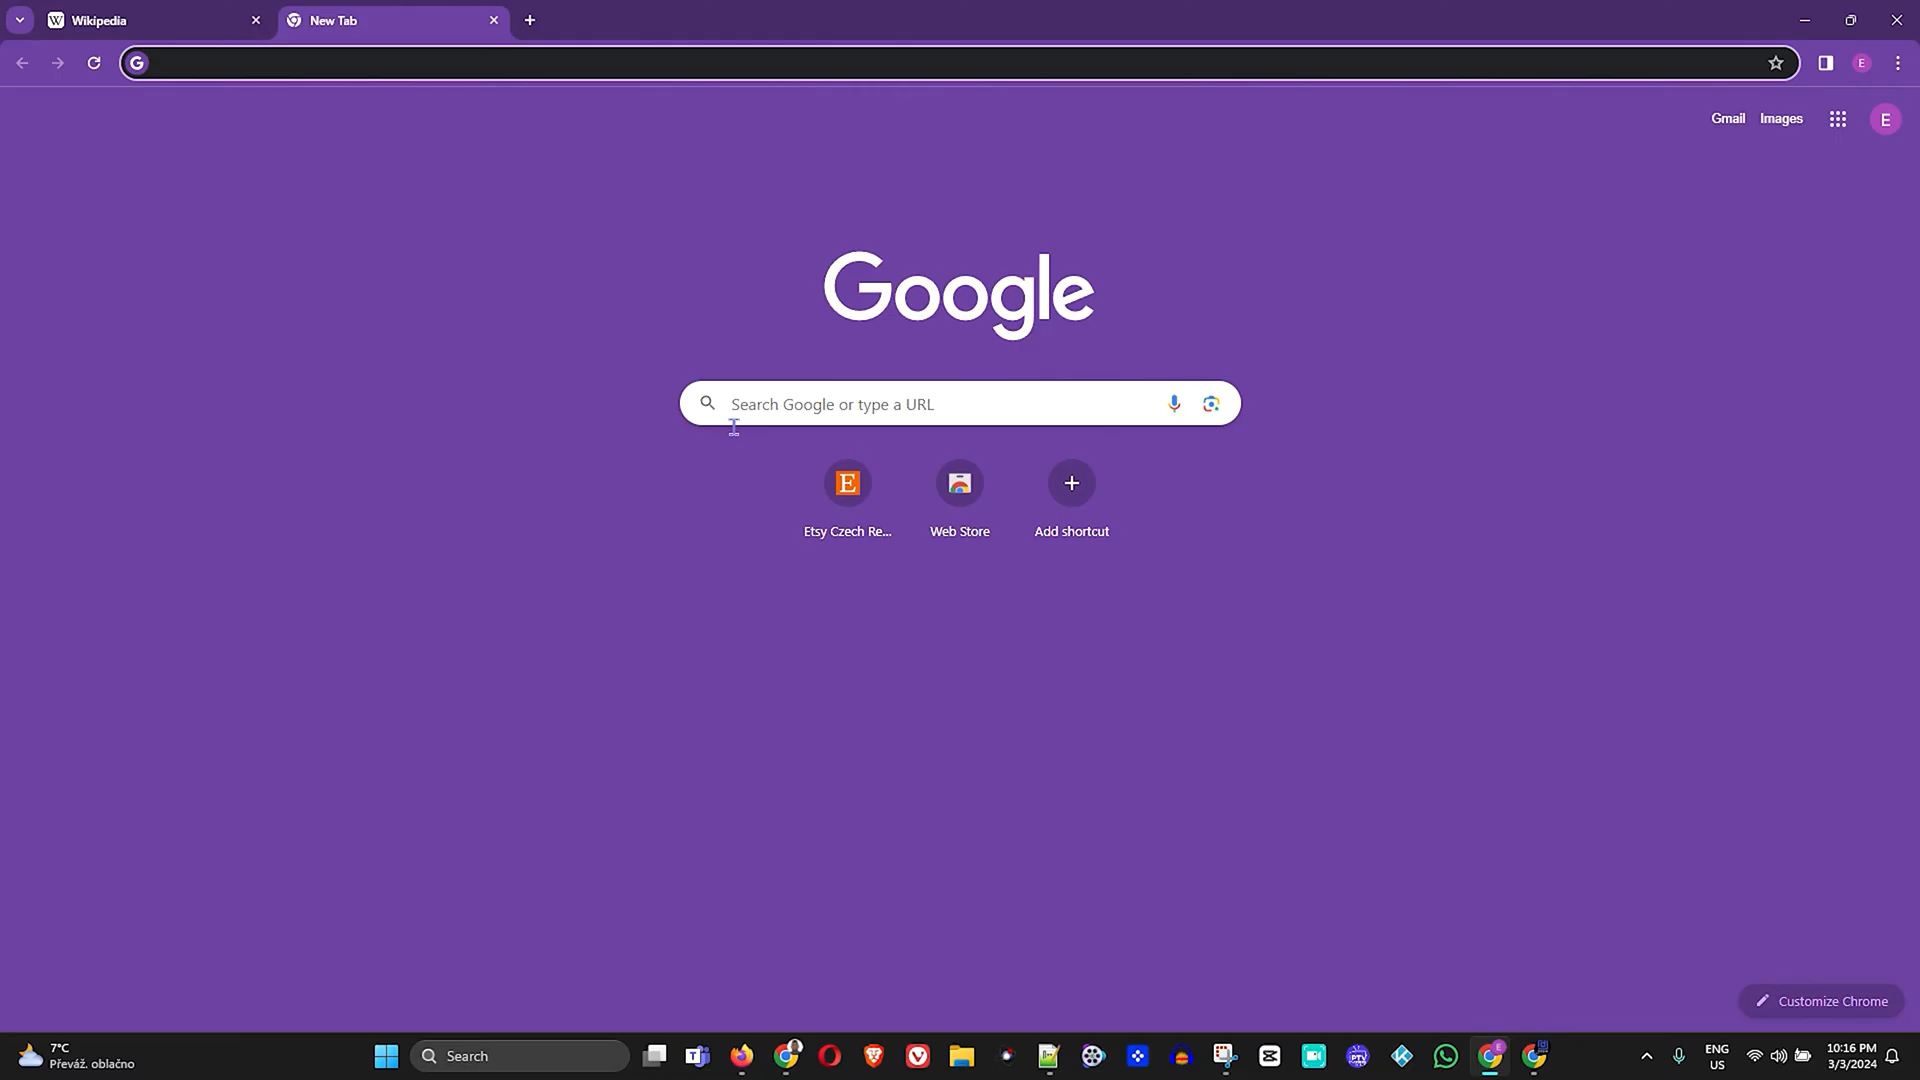 Wikipedia
New Tab
Gmail Images
E
E
Google
Search Google or type a URL
E
Etsy Czech Re...
Web Store
Add shortcut
Customize Chrome
7°C
Převáž. oblačno
Search
ENG
US
10:16 PM
3/3/2024